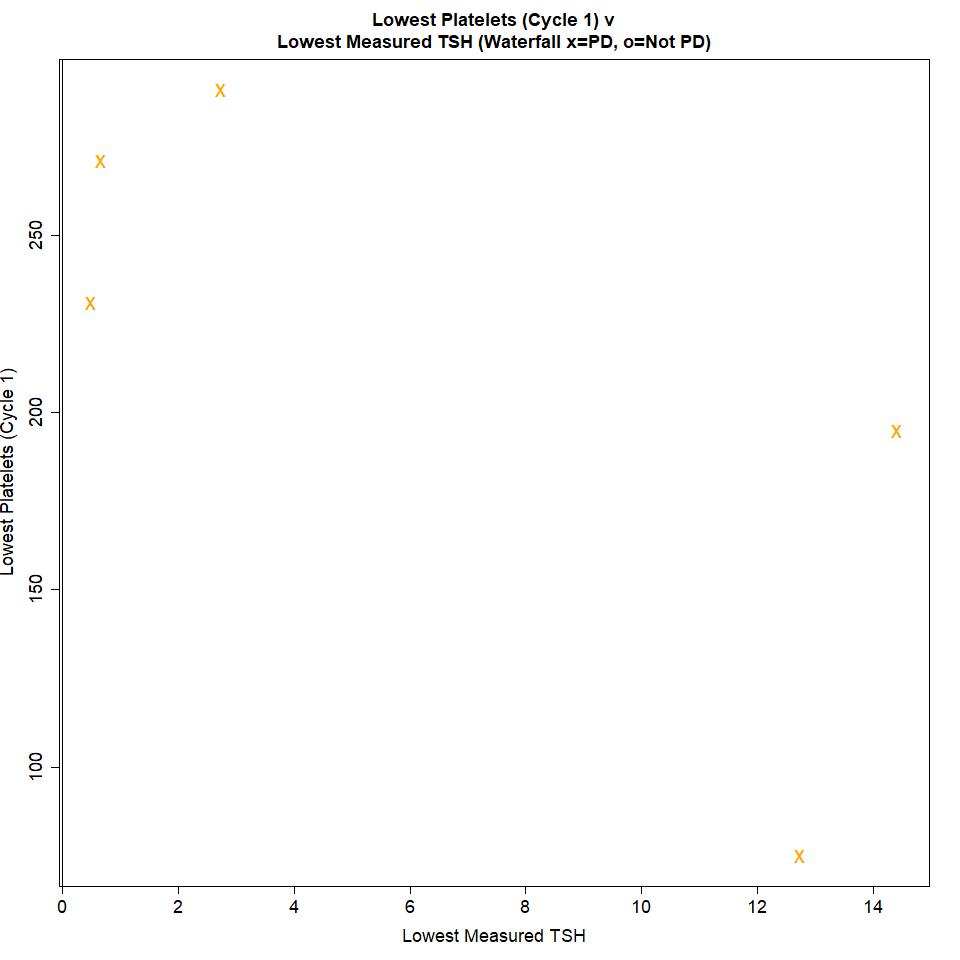 Lowest Platelets (Cycle 1) v
Lowest Measured TSH (Waterfall x=PD, o=Not PD)
Lowest Platelets (Cycle 1)
250
200
150
100
X
X
X
X
X
0 2 4 6 8 10 12 14
Lowest Measured TSH